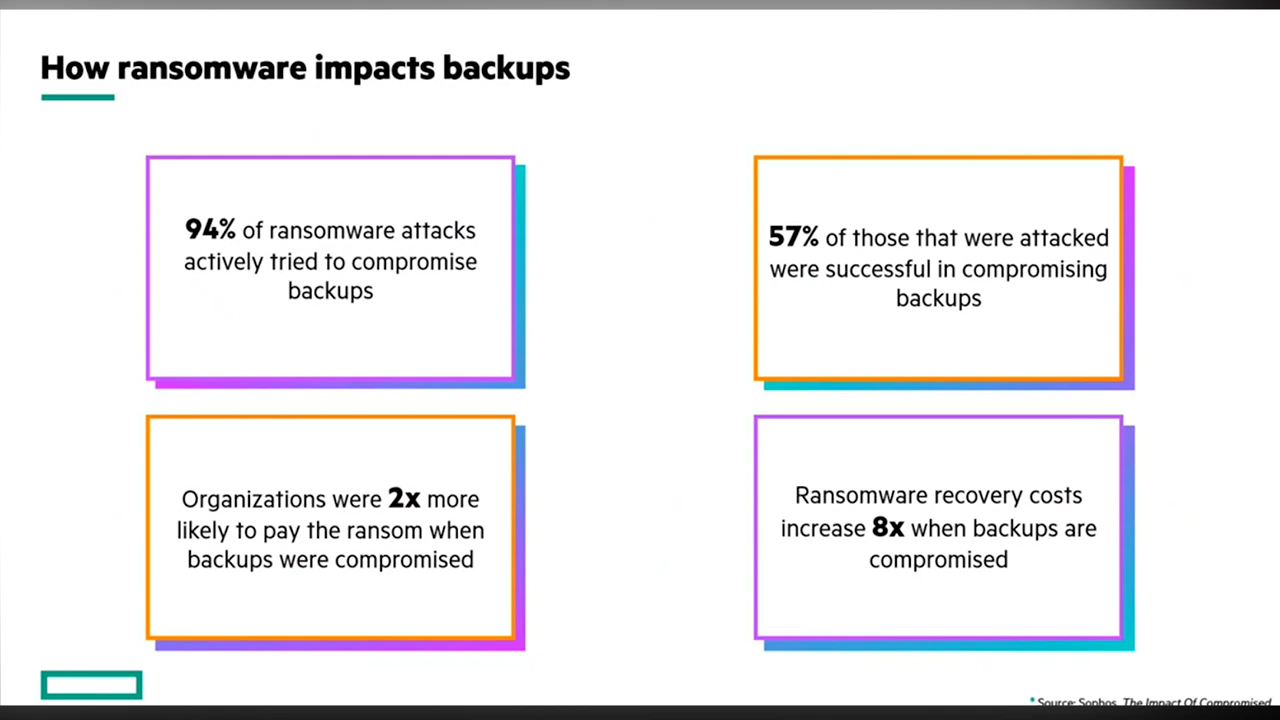 How ransomware impacts backups
94% of ransomware attacks
actively tried to compromise
backups
57% of those that were attacked
were successful in compromising
backups
Organizations were 2x more
likely to pay the ransom when
backups were compromised
Ransomware recovery costs
increase 8x when backups are
compromised
* Source: Sophos, The Impact Of Compromised